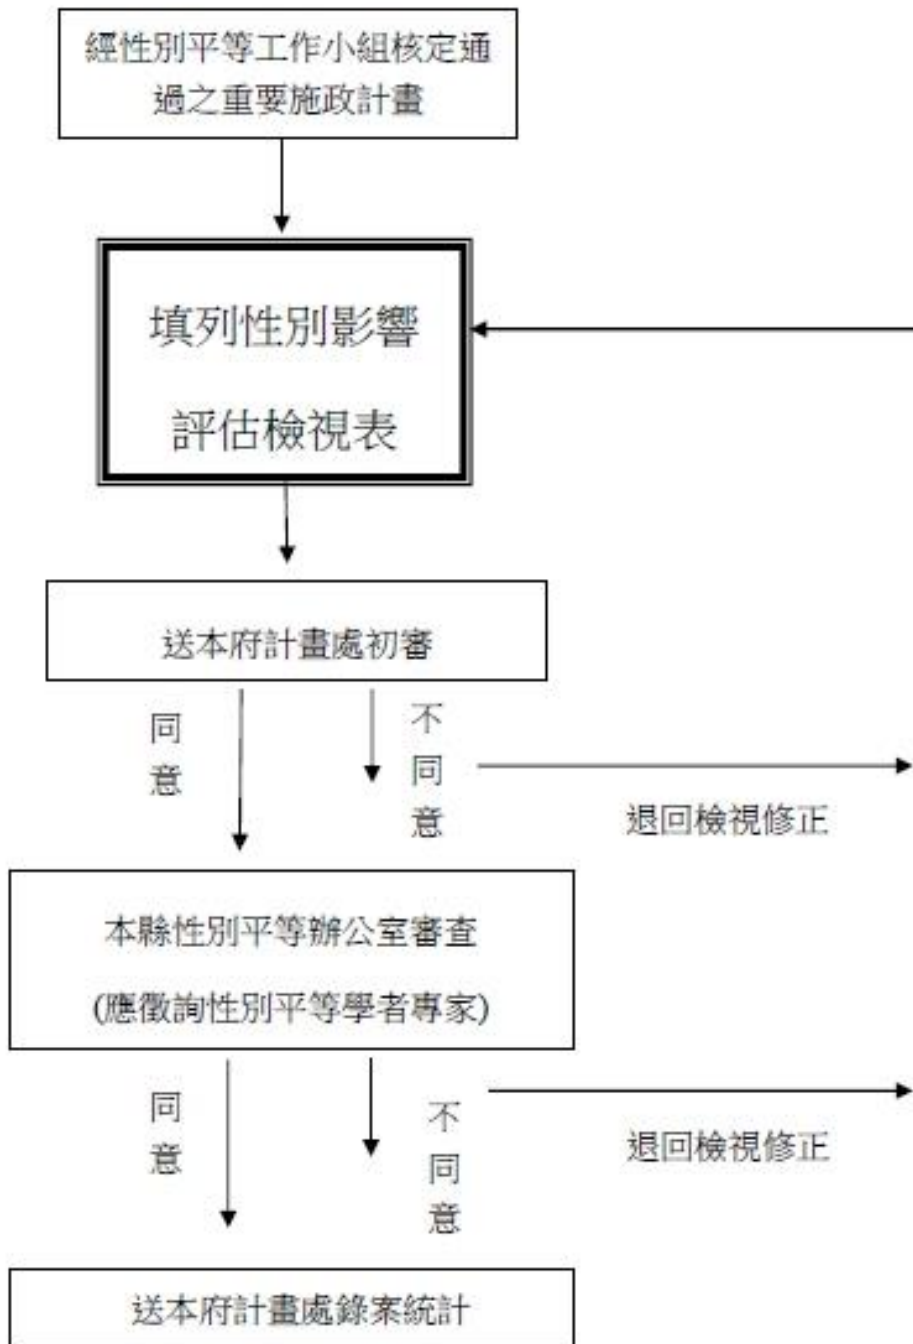 經性別平等工作小組核定通
過之重要施政計畫
填列性別影響
評估檢視表
送本府計畫處初審
同意
不同意
退回檢視修正
本縣性別平等辦公室審查
(應徵詢性別平等學者專家)
同意
不同意
退回檢視修正
送本府計畫處錄案統計